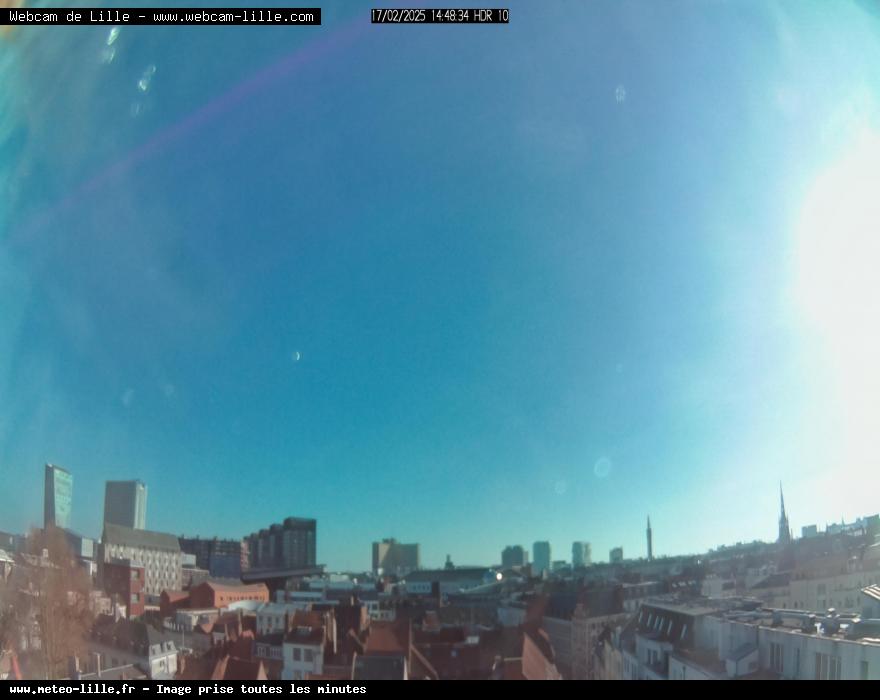 Webcam de Lille - www.webcam-lille.com
17/02/2025 14:48:34 HDR 10
www.meteo-lille.fr - Image prise toutes les minutes